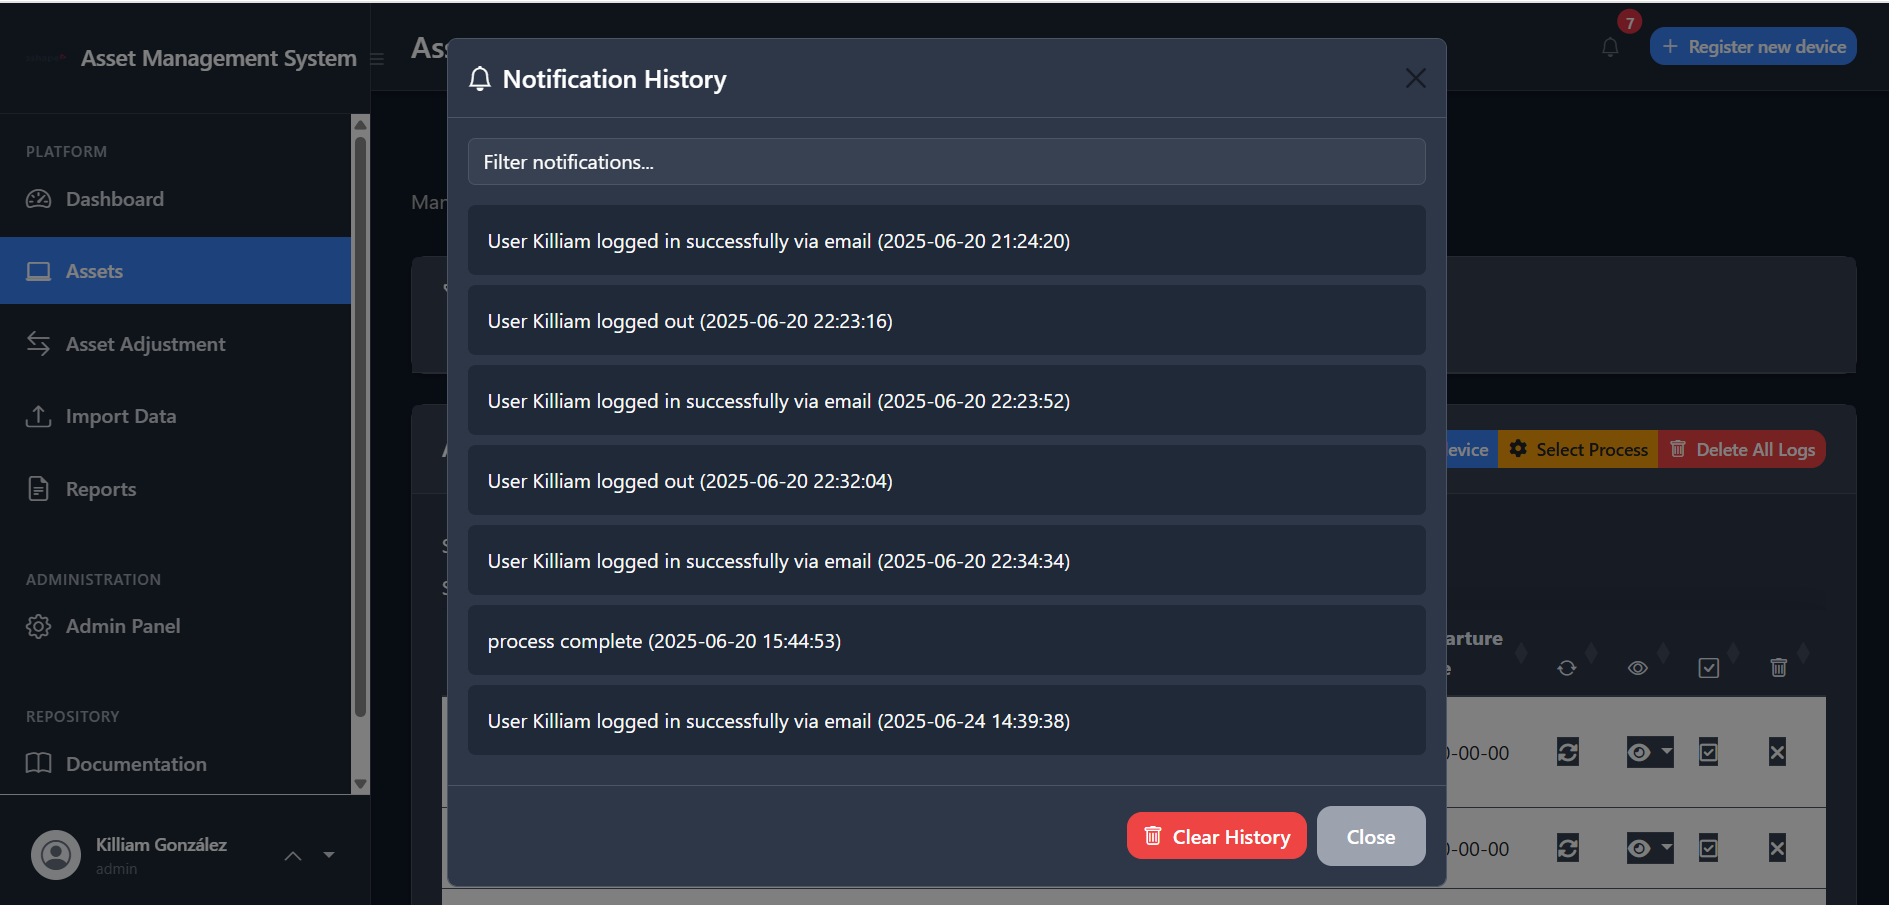 Asset Management System
7
Register new device
PLATFORM
Dashboard
Assets
Asset Adjustment
Import Data
Reports
ADMINISTRATION
Admin Panel
REPOSITORY
Documentation
Killiam González
admin
Notification History
Filter notifications...
User Killiam logged in successfully via email (2025-06-20 21:24:20)
User Killiam logged out (2025-06-20 22:23:16)
User Killiam logged in successfully via email (2025-06-20 22:23:52)
User Killiam logged out (2025-06-20 22:32:04)
User Killiam logged in successfully via email (2025-06-20 22:34:34)
process complete (2025-06-20 15:44:53)
User Killiam logged in successfully via email (2025-06-24 14:39:38)
Clear History
Close
Select Process
Delete All Logs
-00-00
-00-00